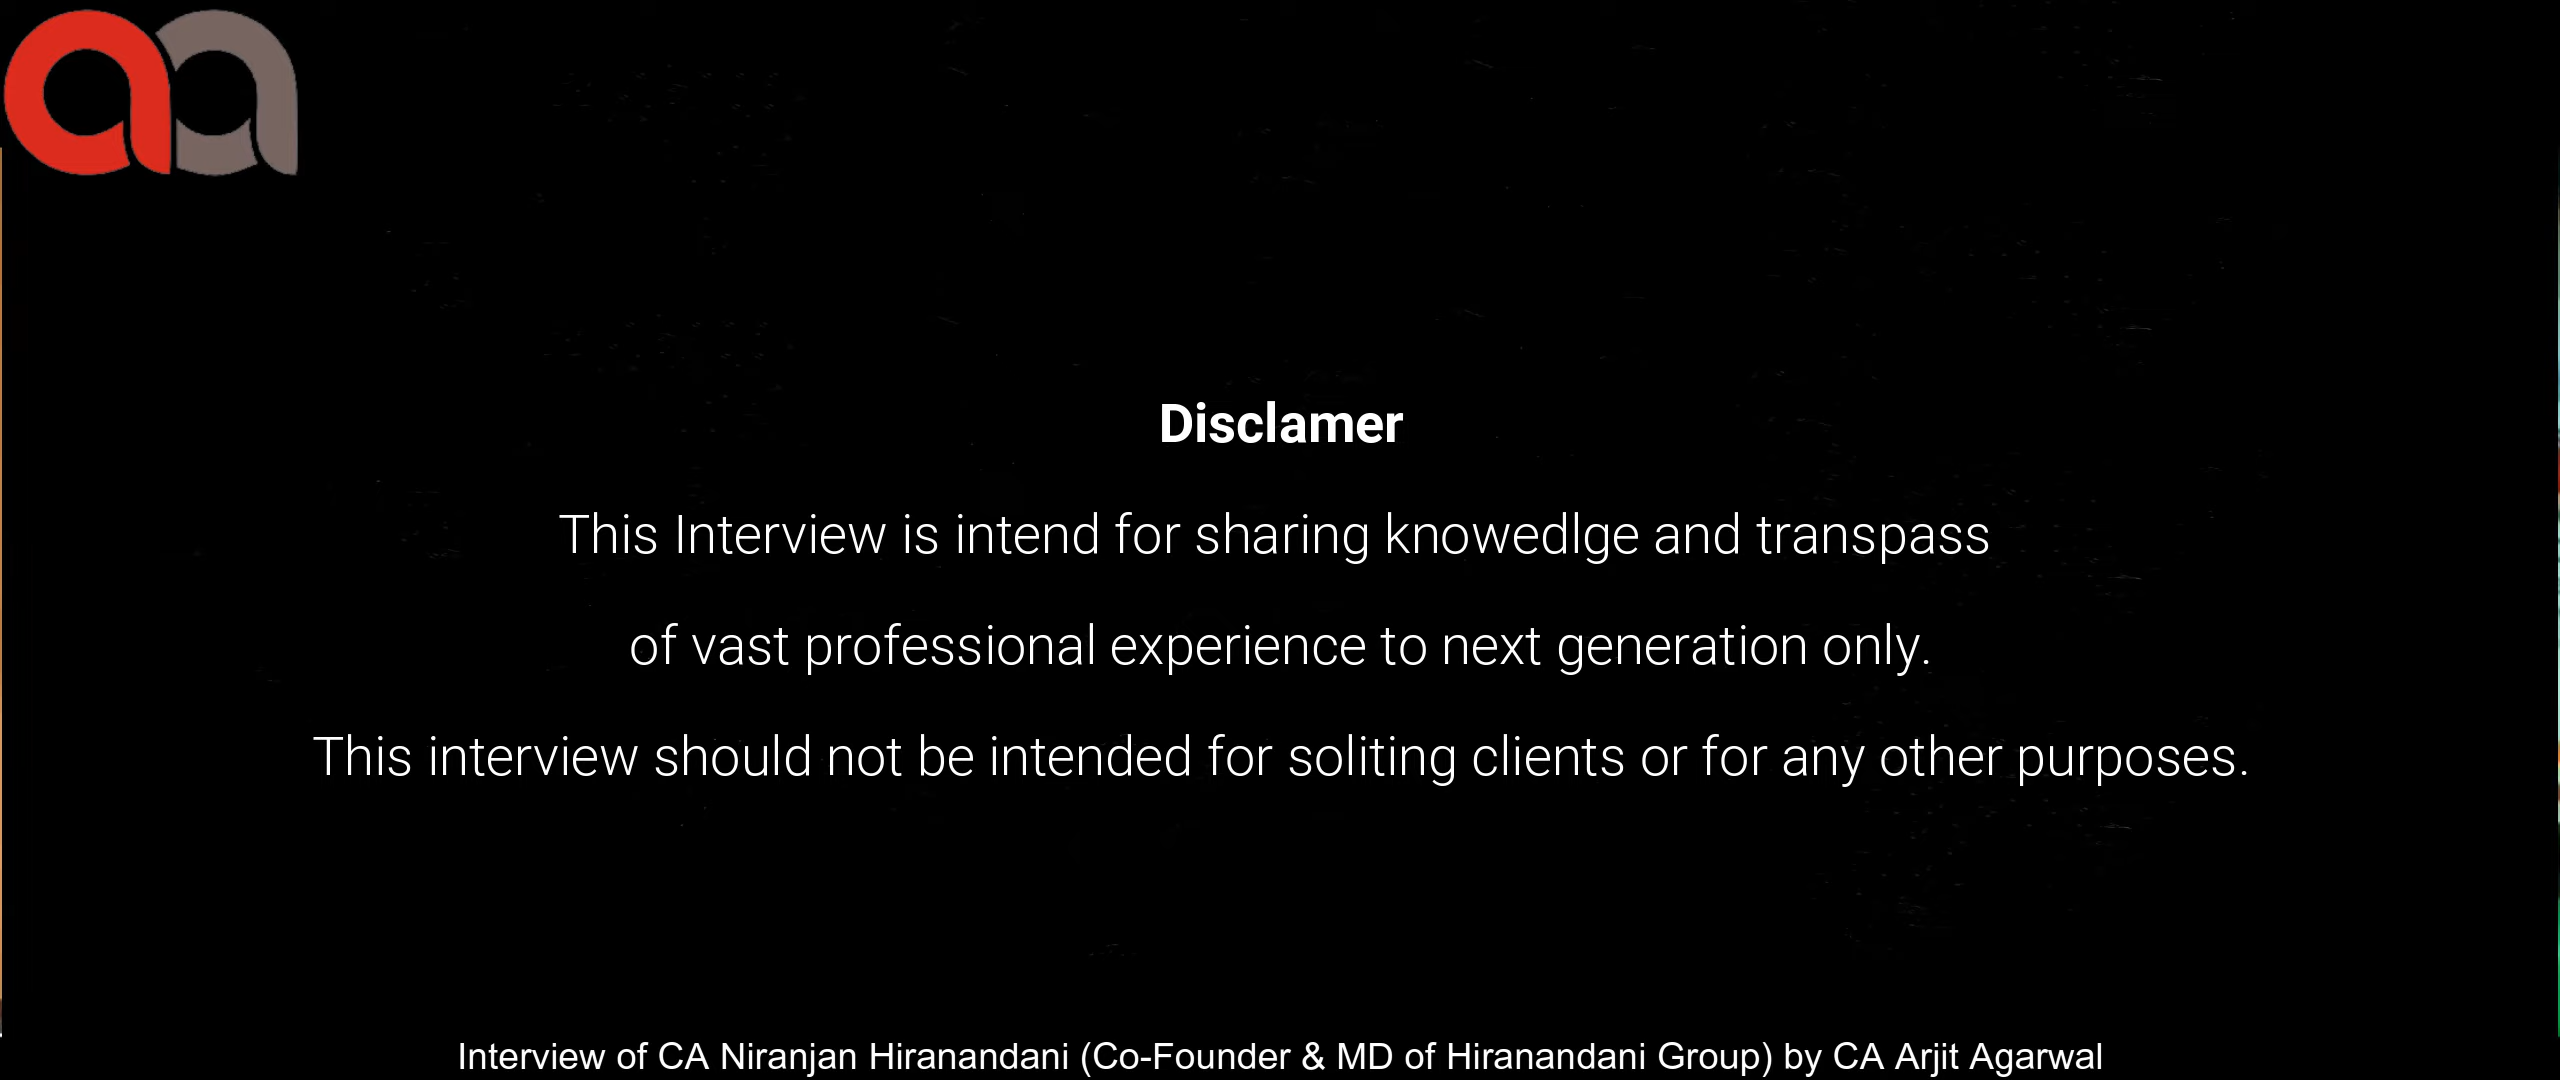 Disclamer
This Interview is intend for sharing knowedlge and transpass
of vast professional experience to next generation only.
This interview should not be intended for soliting clients or for any other purposes.
Interview of CA Niranjan Hiranandani (Co-Founder & MD of Hiranandani Group) by CA Arjit Agarwal